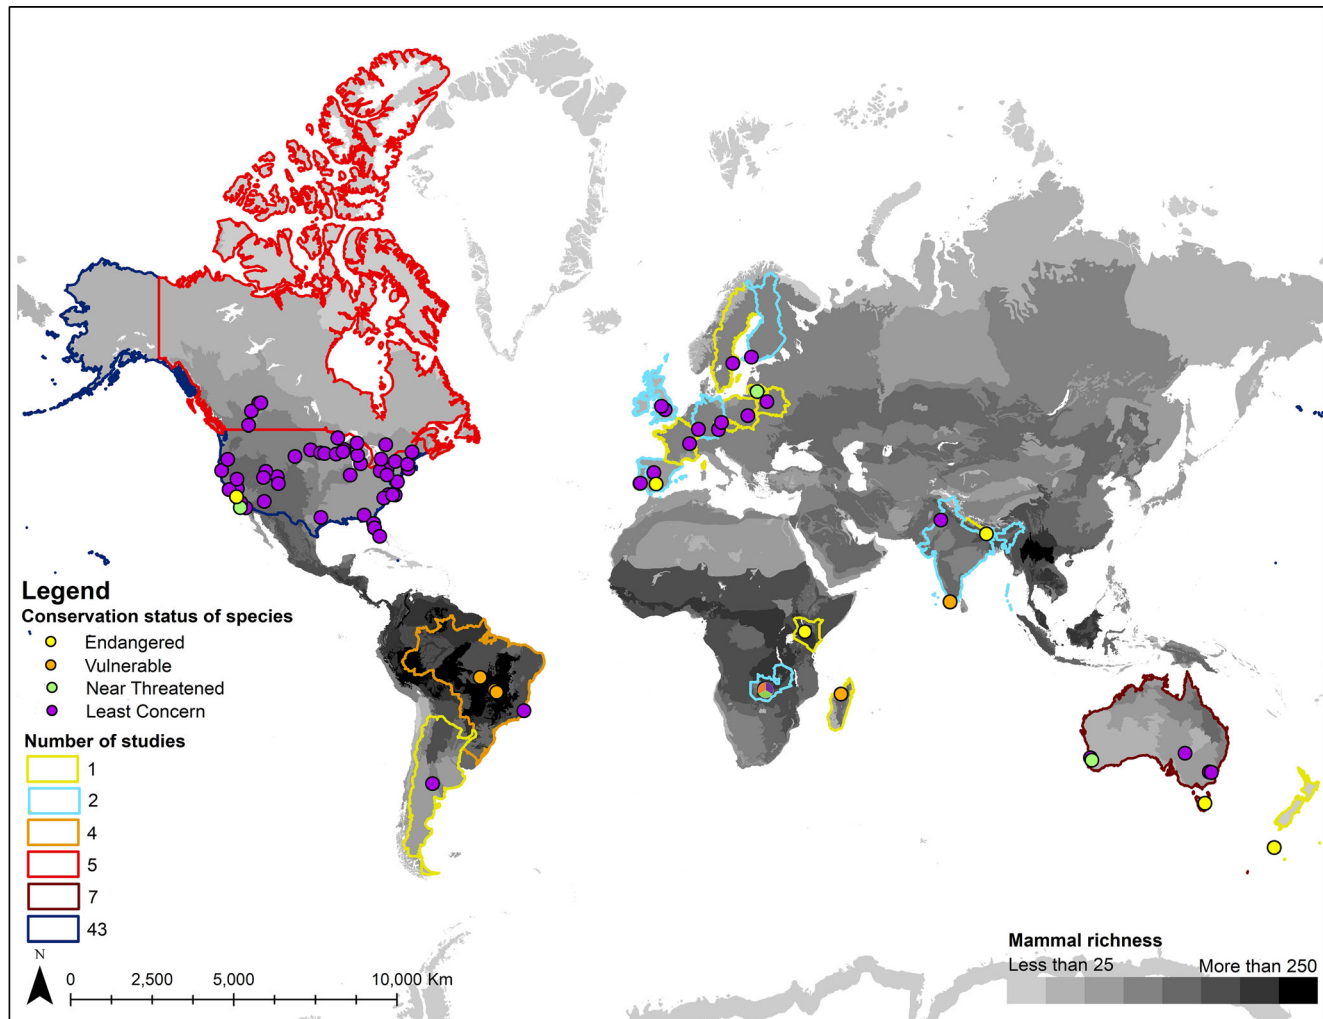 Legend
Conservation status of species
Endangered
Vulnerable
Near Threatened
Least Concern
Number of studies
1
2
4
5
7
43
N
0 2,500 5,000 10,000 Km
Mammal richness
Less than 25 More than 250